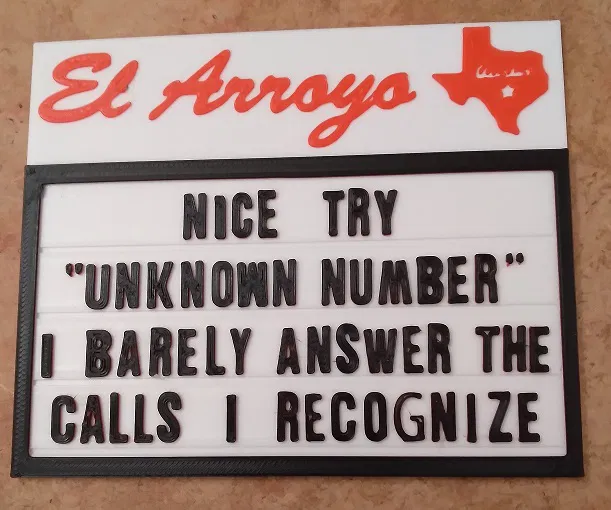 El Arroyo
NICE TRY
"UNKNOWN NUMBER"
I BARELY ANSWER THE
CALLS I RECOGNIZE